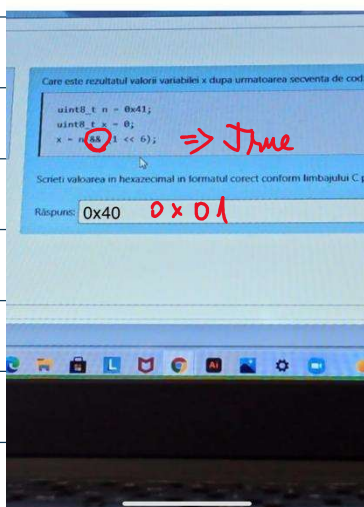 Care este rezultatul valorii variabilei x dupa urmatoarea secventa de cod
uint8_t n = 0x41;
uint8_t x = 0;
x = n && (1 << 6); => True
Scrieti valoarea in hexazecimal in formatul corect conform limbajului C
Răspuns: 0x40 0x01
L Ai